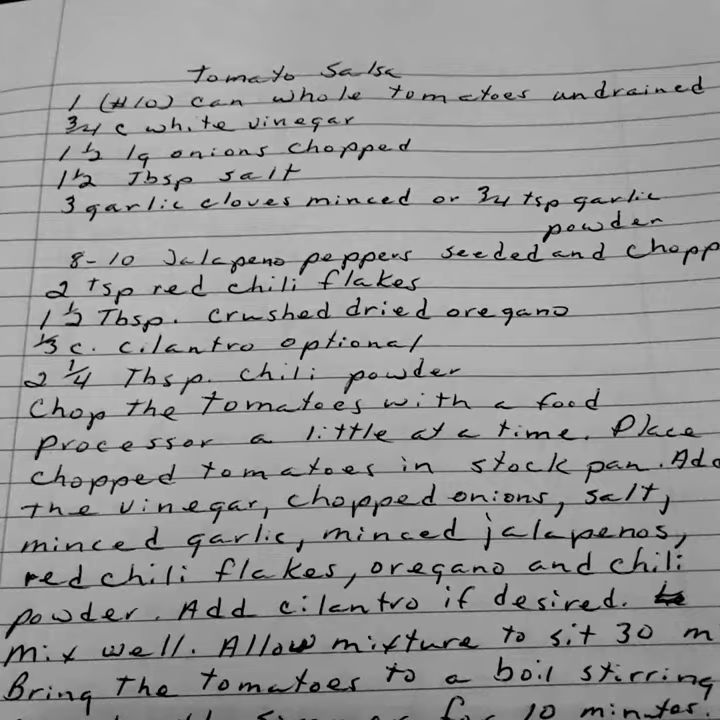 Tomato Salsa
1 (#10) can whole tomatoes undrained
3/4 c white vinegar
1 1/2 lg onions chopped
1 1/2 Tbsp salt
3 garlic cloves minced or 3/4 tsp garlic
powder
8-10 Jalapeno peppers seeded and chopp
2 tsp red chili flakes
1 1/2 Tbsp. crushed dried oregano
1/3 c. cilantro optional
2 1/4 Tbsp. chili powder
Chop the tomatoes with a food
processor a little at a time. Place
chopped tomatoes in stock pan. Add
the vinegar, chopped onions, salt,
minced garlic, minced jalapenos,
red chili flakes, oregano and chili
powder. Add cilantro if desired.
Mix well. Allow mixture to sit 30 m
Bring the tomatoes to a boil stirring
for 10 mintes.